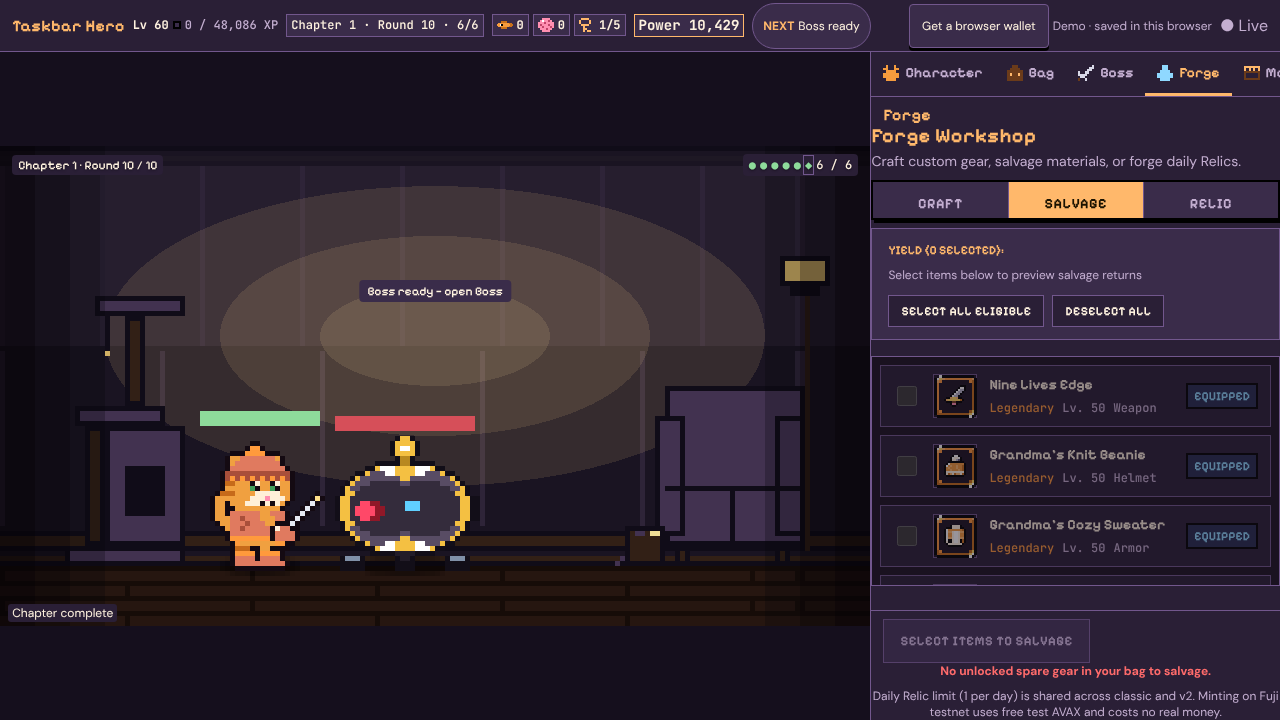 Taskbar Hero Lv 60 0 / 48,086 XP Chapter 1 · Round 10 · 6/6 0 0 1/5 Power 10,429 NEXT Boss ready Get a browser wallet Demo · saved in this browser Live
Character Bag Boss Forge
Forge
Forge Workshop
Craft custom gear, salvage materials, or forge daily Relics.
CRAFT SALVAGE RELIC
YIELD (0 SELECTED):
Select items below to preview salvage returns
SELECT ALL ELIGIBLE DESELECT ALL
Nine Lives Edge
Legendary Lv. 50 Weapon
EQUIPPED
Grandma's Knit Beanie
Legendary Lv. 50 Helmet
EQUIPPED
Grandma's Cozy Sweater
Legendary Lv. 50 Armor
EQUIPPED
SELECT ITEMS TO SALVAGE
No unlocked spare gear in your bag to salvage.
Daily Relic limit (1 per day) is shared across classic and v2. Minting on Fuji
testnet uses free test AVAX and costs no real money.
Chapter 1 · Round 10 / 10
6 / 6
Boss ready - open Boss
Chapter complete